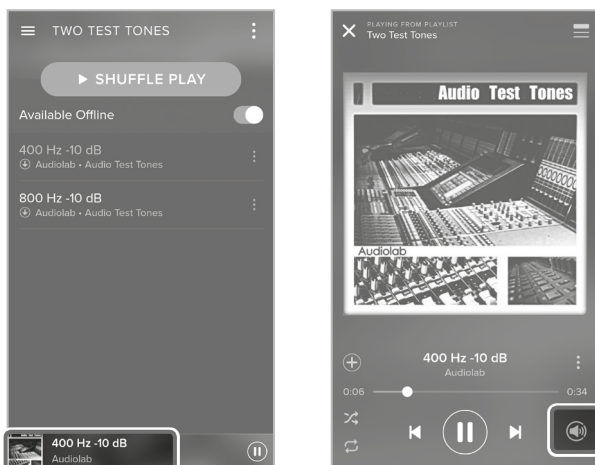 TWO TEST TONES
SHUFFLE PLAY
Available Offline
400 Hz -10 dB
Audiolab • Audio Test Tones
800 Hz -10 dB
Audiolab • Audio Test Tones
400 Hz -10 dB
Audiolab
PLAYING FROM PLAYLIST
Two Test Tones
Audio Test Tones
Audiolab
400 Hz -10 dB
Audiolab
0:06
0:34